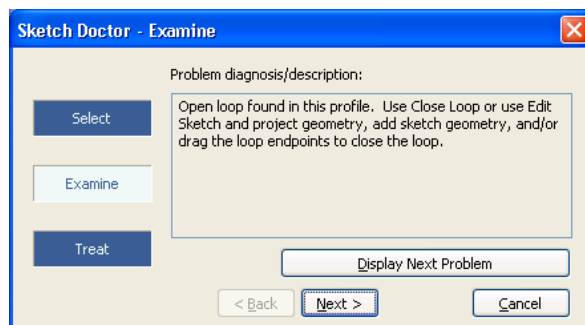 Sketch Doctor - Examine
Problem diagnosis/description:
Select
Examine
Treat
Open loop found in this profile. Use Close Loop or use Edit
Sketch and project geometry, add sketch geometry, and/or
drag the loop endpoints to close the loop.
Display Next Problem
< Back
Next >
Cancel